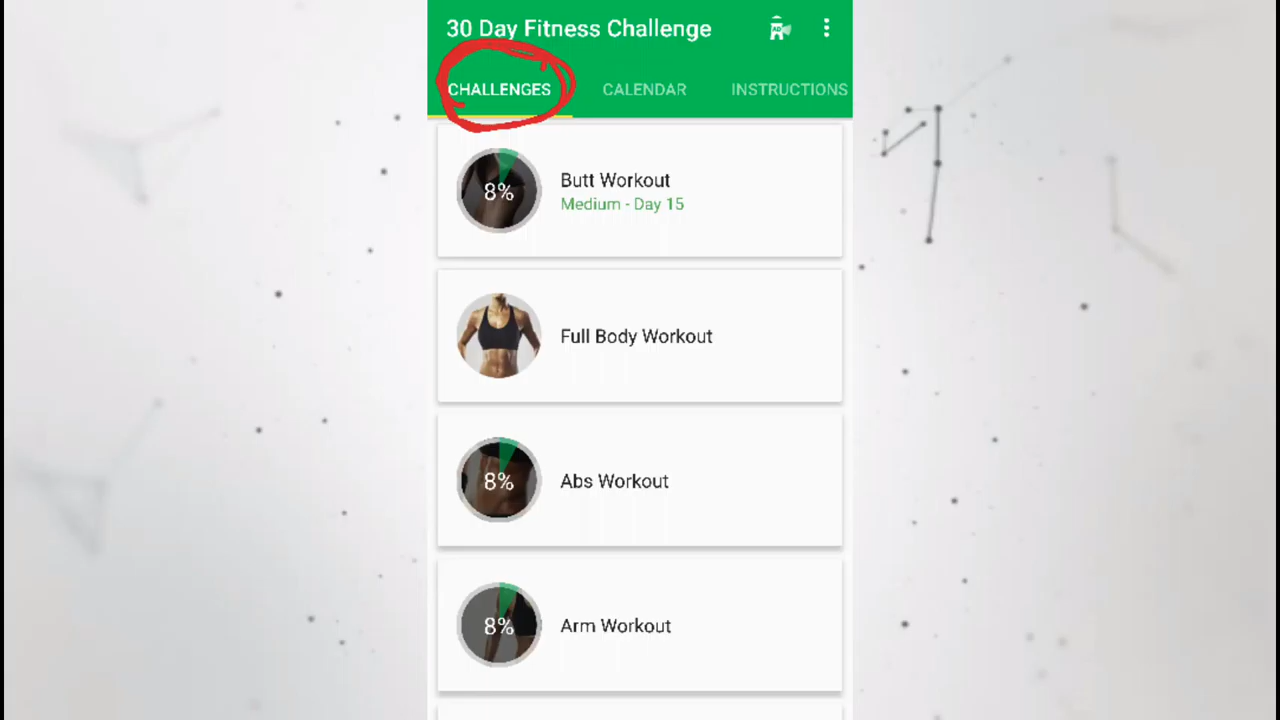 30 Day Fitness Challenge
AD
CHALLENGES CALENDAR INSTRUCTIONS
8%
Butt Workout
Medium - Day 15
Full Body Workout
8%
Abs Workout
8%
Arm Workout